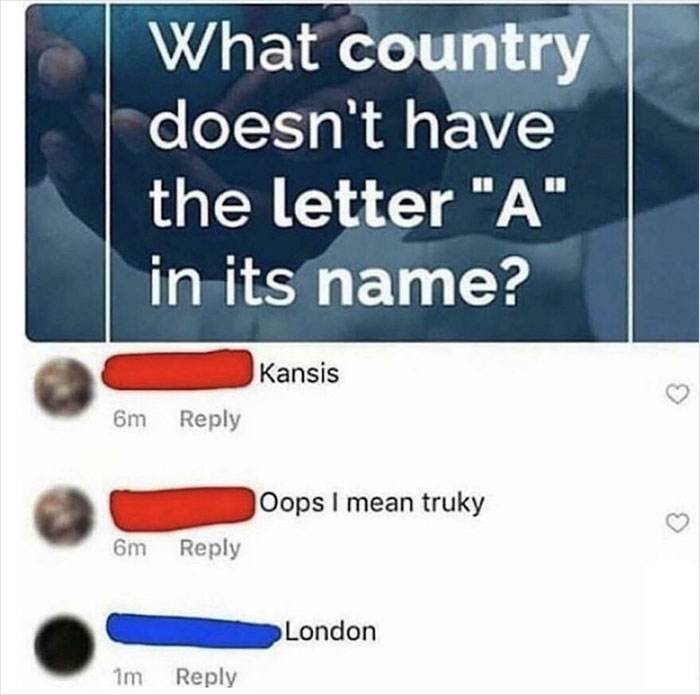 What country
doesn't have
the letter "A"
in its name?
Kansis
6m Reply
Oops I mean truky
6m Reply
London
1m Reply